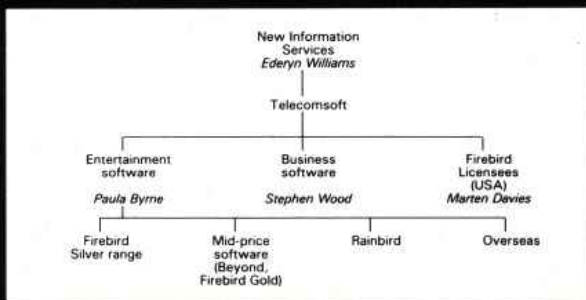 New Information
Services
Ederyn Williams
Telecomsoft
Entertainment
software
Paula Byrne
Business
software
Stephen Wood
Firebird
Licensees
(USA)
Marten Davies
Firebird
Silver range
Mid-price
software
(Beyond,
Firebird Gold)
Rainbird
Overseas